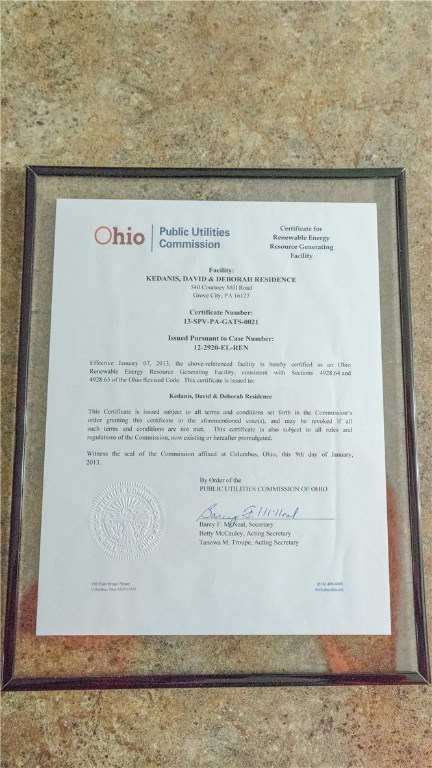 Ohio
Public Utilities
Commission
Certificate for
Renewable Energy
Resource Generating
Facility
Facility:
KEDANIS, DAVID & DEBORAH RESIDENCE
540 Courtney Mill Road
Grove City, PA 16127
Certificate Number:
13-SPV-PA-GATS-0021
Issued Pursuant to Case Number:
12-2920-EL-REN
Effective January 07, 2013, the above-referenced facility is hereby certified as an Ohio
Renewable Energy Resource Generating Facility, consistent with Sections 4928.64 and
4928.65 of the Ohio Revised Code. This certificate is issued to:
Kedanis, David & Deborah Residence
This Certificate is issued subject to all terms and conditions set forth in the Commission's
order granting this certificate in the aforementioned case(s), and may be revoked if all
such terms and conditions are not met. This certificate is also subject to all rules and
regulations of the Commission, now existing or hereafter promulgated.
Witness the seal of the Commission affixed at Columbus, Ohio, this 9th day of January,
2013.
By Order of the
PUBLIC UTILITIES COMMISSION OF OHIO
Barcy F. McNeal
Barcy F. McNeal, Secretary
Betty McCauley, Acting Secretary
Tanowa M. Troupe, Acting Secretary
180 East Broad Street
Columbus, Ohio